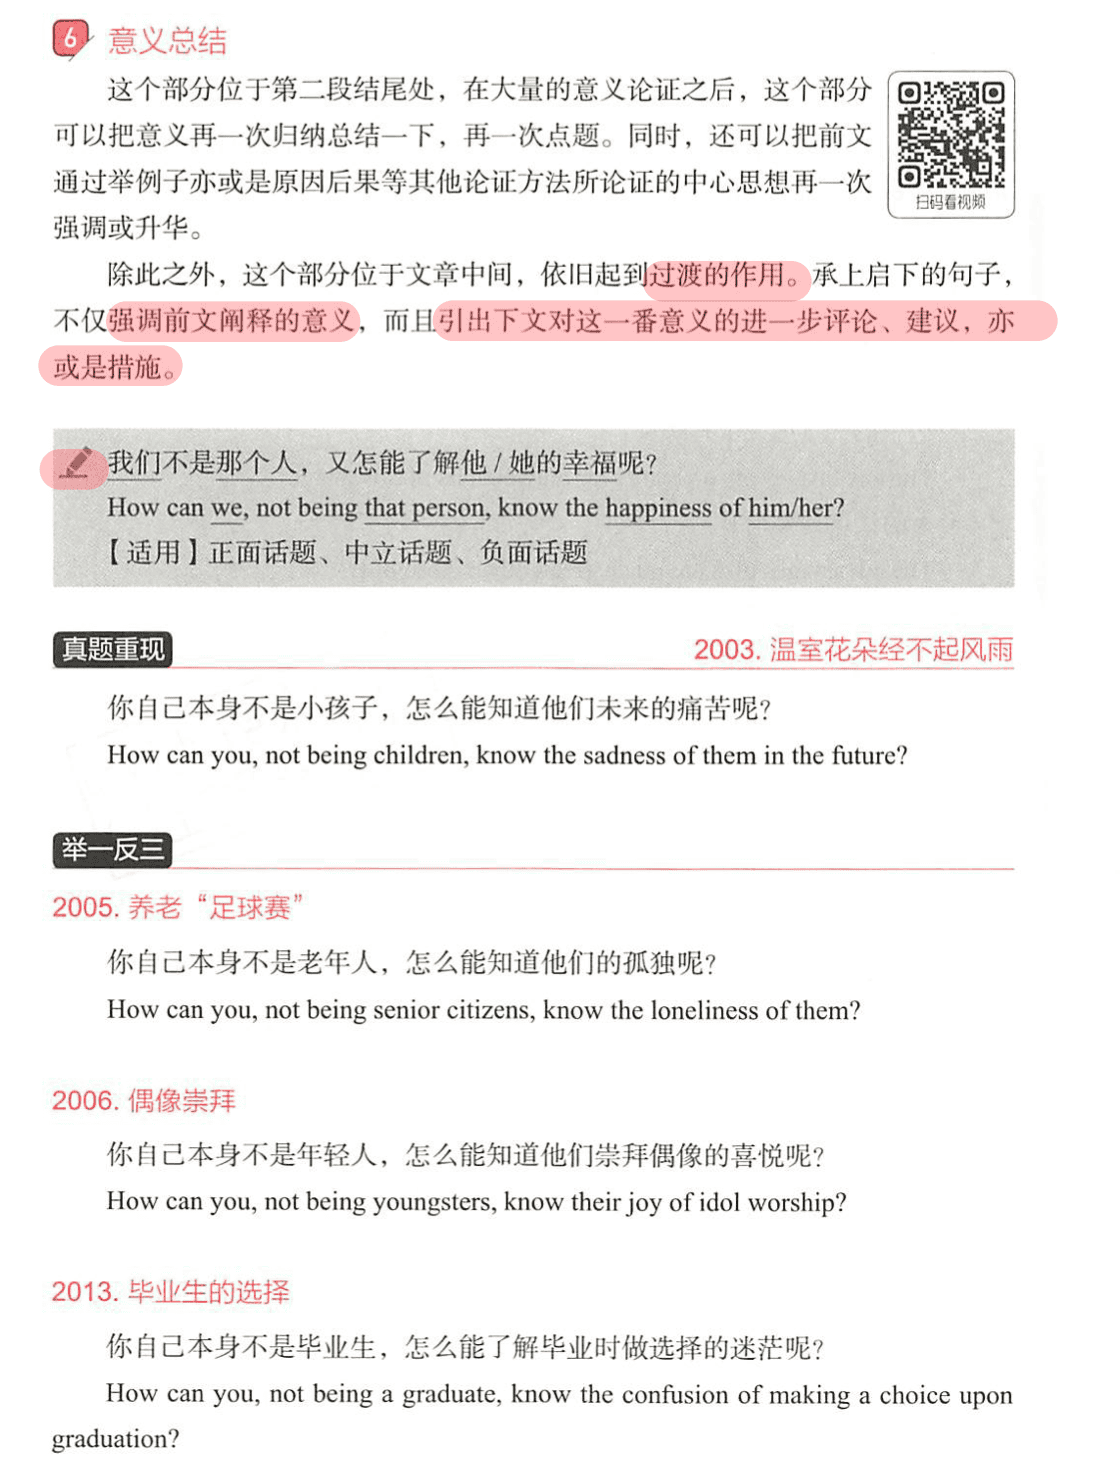 6 意义总结
这个部分位于第二段结尾处，在大量的意义论证之后，这个部分
可以把意义再一次归纳总结一下，再一次点题。同时，还可以把前文
通过举例子亦或是原因后果等其他论证方法所论证的中心思想再一次
强调或升华。
扫码看视频
除此之外，这个部分位于文章中间，依旧起到过渡的作用。承上启下的句子，
不仅强调前文阐释的意义，而且引出下文对这一番意义的进一步评论、建议，亦
或是措施。
我们不是那个人，又怎能了解他 / 她的幸福呢？
How can we, not being that person, know the happiness of him/her?
【适用】正面话题、中立话题、负面话题
真题重现
2003. 温室花朵经不起风雨
你自己本身不是小孩子，怎么能知道他们未来的痛苦呢？
How can you, not being children, know the sadness of them in the future?
举一反三
2005. 养老“足球赛”
你自己本身不是老年人，怎么能知道他们的孤独呢？
How can you, not being senior citizens, know the loneliness of them?
2006. 偶像崇拜
你自己本身不是年轻人，怎么能知道他们崇拜偶像的喜悦呢？
How can you, not being youngsters, know their joy of idol worship?
2013. 毕业生的选择
你自己本身不是毕业生，怎么能了解毕业时做选择的迷茫呢？
How can you, not being a graduate, know the confusion of making a choice upon
graduation?